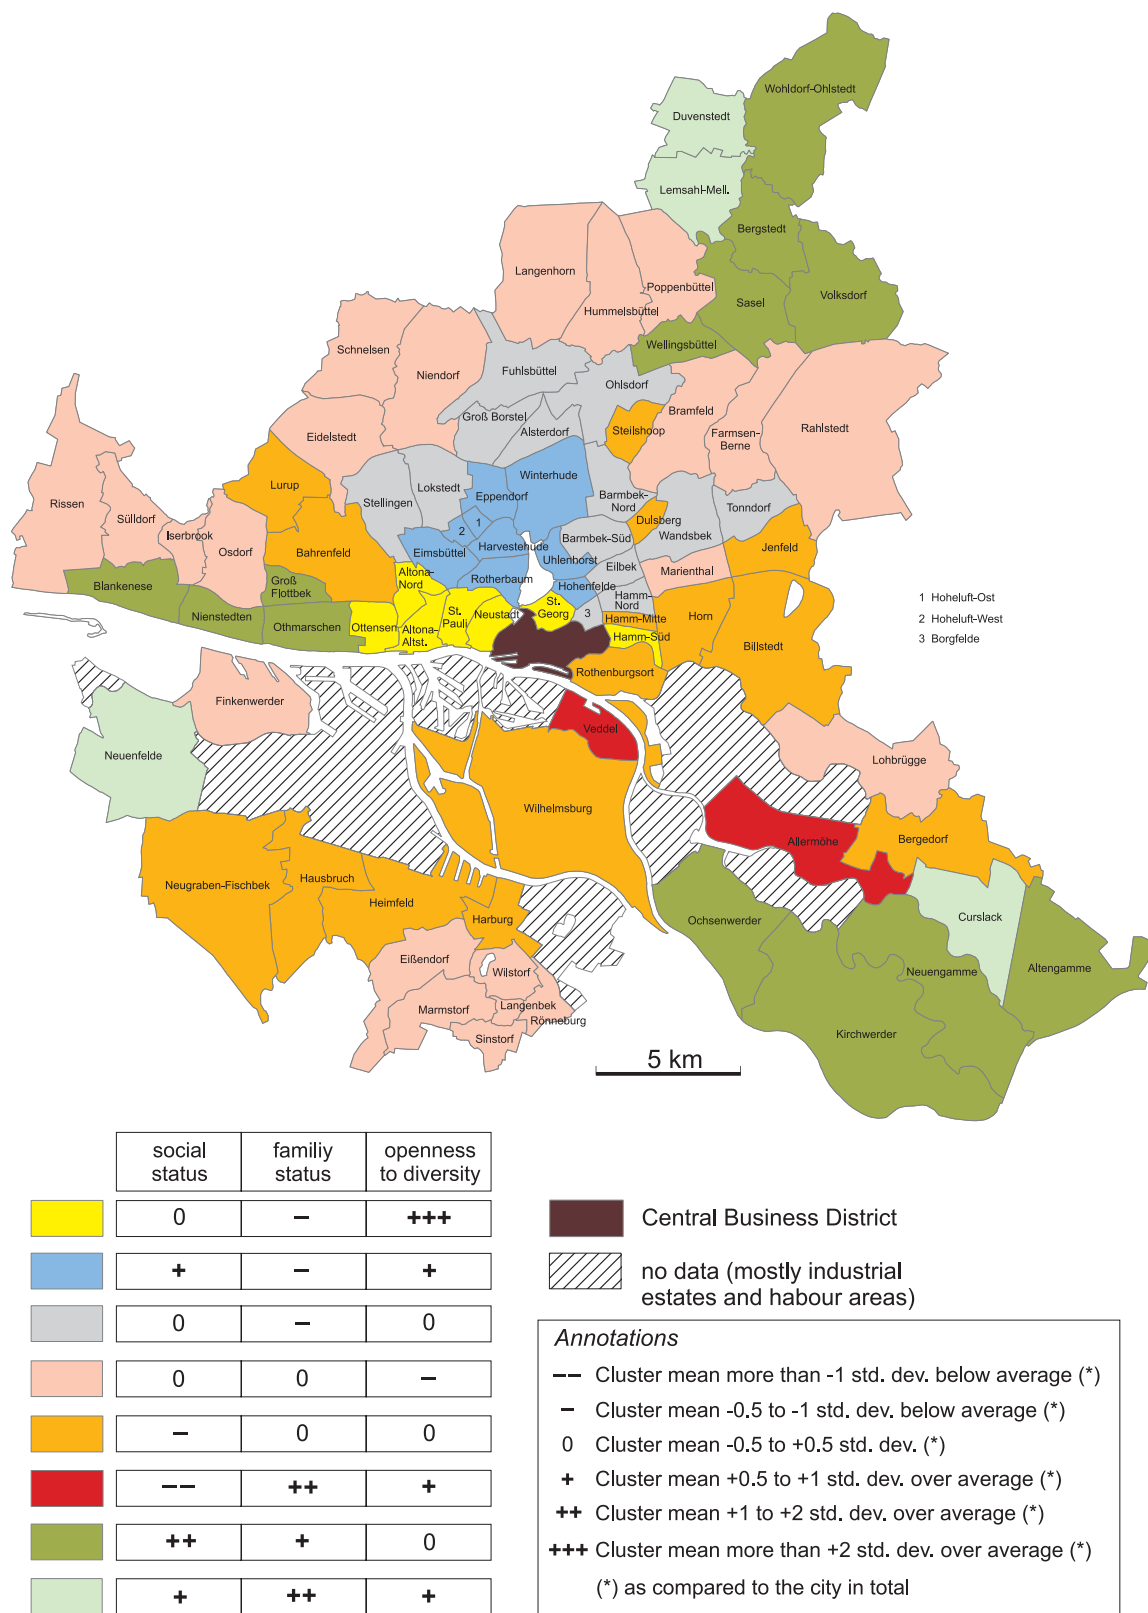 Wohldorf-Ohlstedt
Duvenstedt
Lemsahl-Mell.
Bergstedt
Langenhorn
Poppenbüttel
Volksdorf
Sasel
Hummelsbüttel
Wellingsbüttel
Schnelsen
Niendorf
Fuhlsbüttel
Ohlsdorf
Bramfeld
Groß Borstel
Alsterdorf
Steilshoop
Farmsen-
Berne
Rahlstedt
Eidelstedt
Winterhude
Lurup
Lokstedt
Eppendorf
Stellingen
Barmbek-
Nord
Tonndorf
Rissen
Sülldorf
Iserbrook
Osdorf
Bahrenfeld
2
1
Dulsberg
Wandsbek
Barmbek-Süd
Harvestehude
Jenfeld
Eimsbüttel
Uhlenhorst
Eilbek
Marienthal
Altona-
Nord
Rotherbaum
Hohenfelde
Blankenese
Groß
Flottbek
Hamm-
Nord
1 Hoheluft-Ost
2 Hoheluft-West
3 Borgfelde
Nienstedten
St.
Pauli
Neustadt
St.
Georg
3
Hamm-Mitte
Horn
Othmarschen
Ottensen
Altona-
Altst.
Hamm-Süd
Billstedt
Rothenburgsort
Finkenwerder
Veddel
Neuenfelde
Lohbrügge
Wilhelmsburg
Allermöhe
Bergedorf
Hausbruch
Neugraben-Fischbek
Heimfeld
Harburg
Ochsenwerder
Curslack
Eißendorf
Wilstorf
Neuengamme
Altengamme
Marmstorf
Langenbek
Rönneburg
Sinstorf
Kirchwerder
5 km
social
status
familiy
status
openness
to diversity
0 – +++
+ – +
0 – 0
0 0 –
– 0 0
–– ++ +
++ + 0
+ ++ +
Central Business District
no data (mostly industrial
estates and habour areas)
Annotations
–– Cluster mean more than -1 std. dev. below average (*)
– Cluster mean -0.5 to -1 std. dev. below average (*)
0 Cluster mean -0.5 to +0.5 std. dev. (*)
+ Cluster mean +0.5 to +1 std. dev. over average (*)
++ Cluster mean +1 to +2 std. dev. over average (*)
+++ Cluster mean more than +2 std. dev. over average (*)
(*) as compared to the city in total